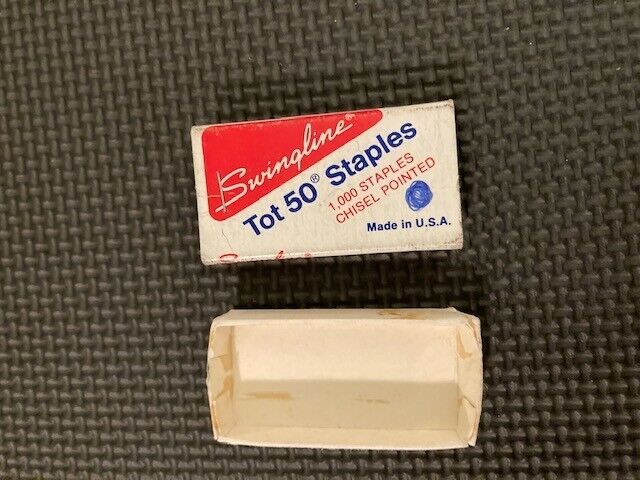 Swingline®
Tot 50® Staples
1,000 STAPLES
CHISEL POINTED
Made in U.S.A.